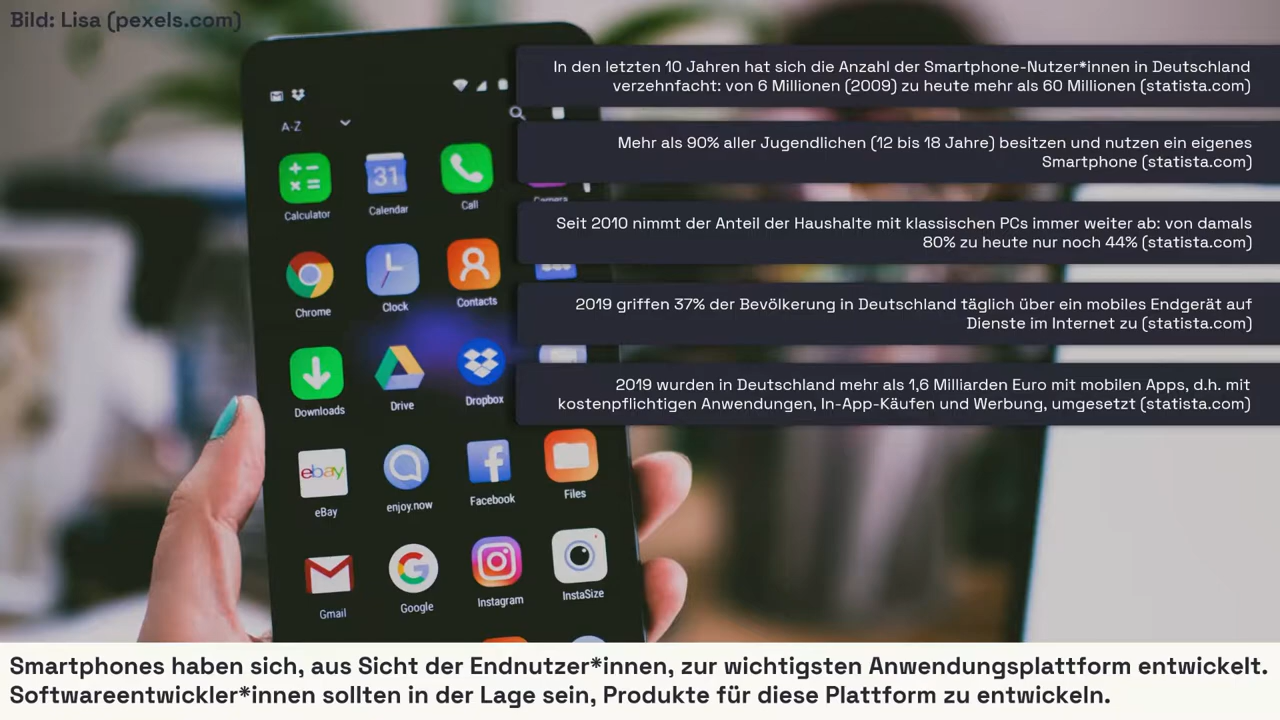 Bild: Lisa (pexels.com)
In den letzten 10 Jahren hat sich die Anzahl der Smartphone-Nutzer*innen in Deutschland
verzehnfacht: von 6 Millionen (2009) zu heute mehr als 60 Millionen (statista.com)
Mehr als 90% aller Jugendlichen (12 bis 18 Jahre) besitzen und nutzen ein eigenes
Smartphone (statista.com)
Seit 2010 nimmt der Anteil der Haushalte mit klassischen PCs immer weiter ab: von damals
80% zu heute nur noch 44% (statista.com)
2019 griffen 37% der Bevölkerung in Deutschland täglich über ein mobiles Endgerät auf
Dienste im Internet zu (statista.com)
2019 wurden in Deutschland mehr als 1,6 Milliarden Euro mit mobilen Apps, d.h. mit
kostenpflichtigen Anwendungen, In-App-Käufen und Werbung, umgesetzt (statista.com)
A-Z
31
Calculator Calendar Call
Chrome Clock Contacts
Downloads Drive Dropbox
ebay
eBay enjoy.now Facebook Files
Gmail Google Instagram InstaSize
Smartphones haben sich, aus Sicht der Endnutzer*innen, zur wichtigsten Anwendungsplattform entwickelt.
Softwareentwickler*innen sollten in der Lage sein, Produkte für diese Plattform zu entwickeln.